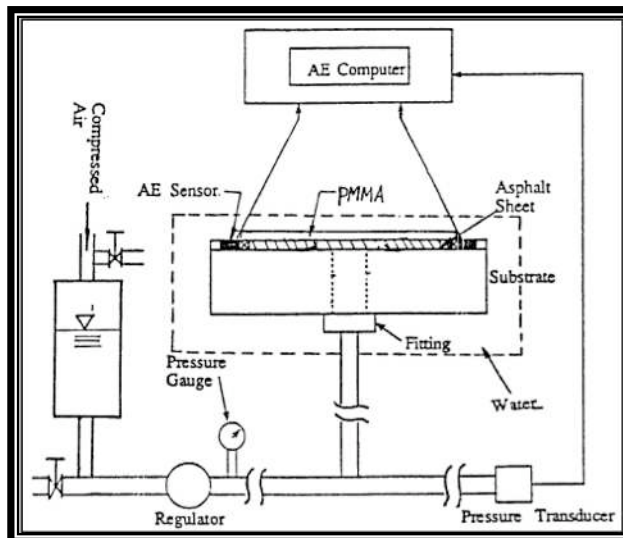 AE Computer
Compressed
Air
AE Sensor
PMMA
Asphalt
Sheet
Substrate
Fitting
Pressure
Gauge
Water
Regulator
Pressure Transducer